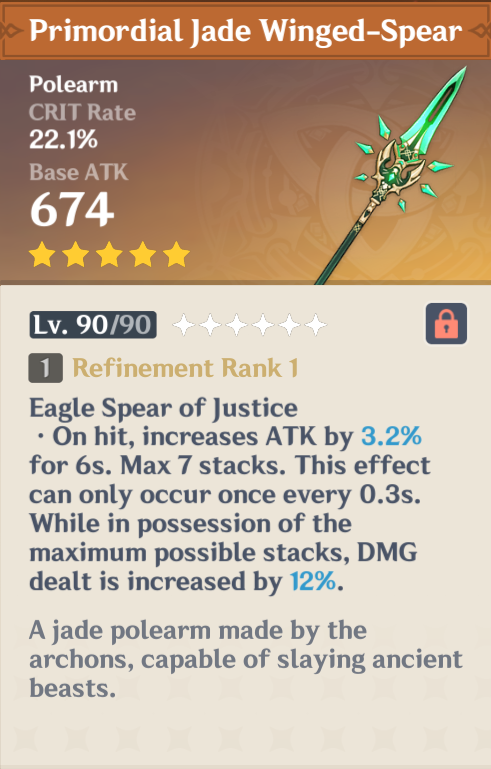 Primordial Jade Winged-Spear
Polearm
CRIT Rate
22.1%
Base ATK
674
Lv. 90/90
1 Refinement Rank 1
Eagle Spear of Justice
· On hit, increases ATK by 3.2%
for 6s. Max 7 stacks. This effect
can only occur once every 0.3s.
While in possession of the
maximum possible stacks, DMG
dealt is increased by 12%.
A jade polearm made by the
archons, capable of slaying ancient
beasts.